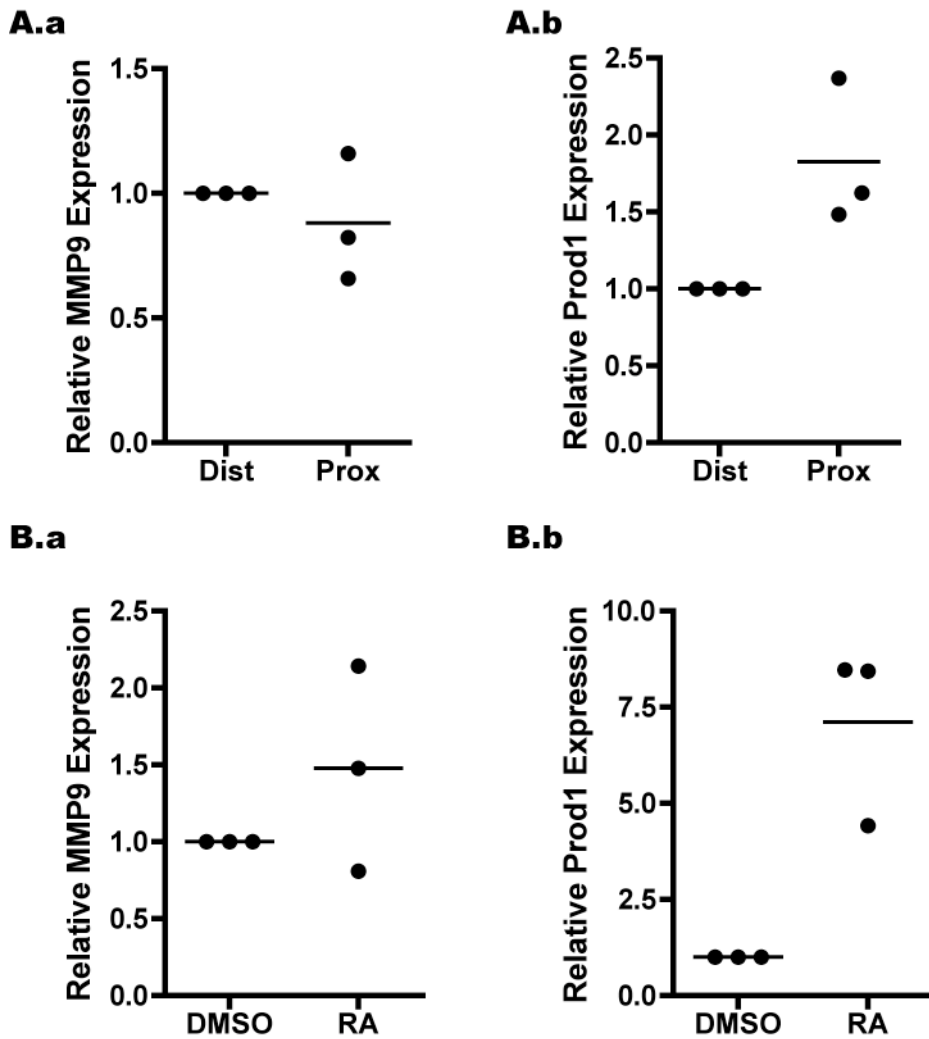 A.a
Relative MMP9 Expression
1.5
1.0
0.5
0.0
Dist
Prox
A.b
Relative Prod1 Expression
2.5
2.0
1.5
1.0
0.5
0.0
Dist
Prox
B.a
Relative MMP9 Expression
2.5
2.0
1.5
1.0
0.5
0.0
DMSO
RA
B.b
Relative Prod1 Expression
10.0
7.5
5.0
2.5
0.0
DMSO
RA